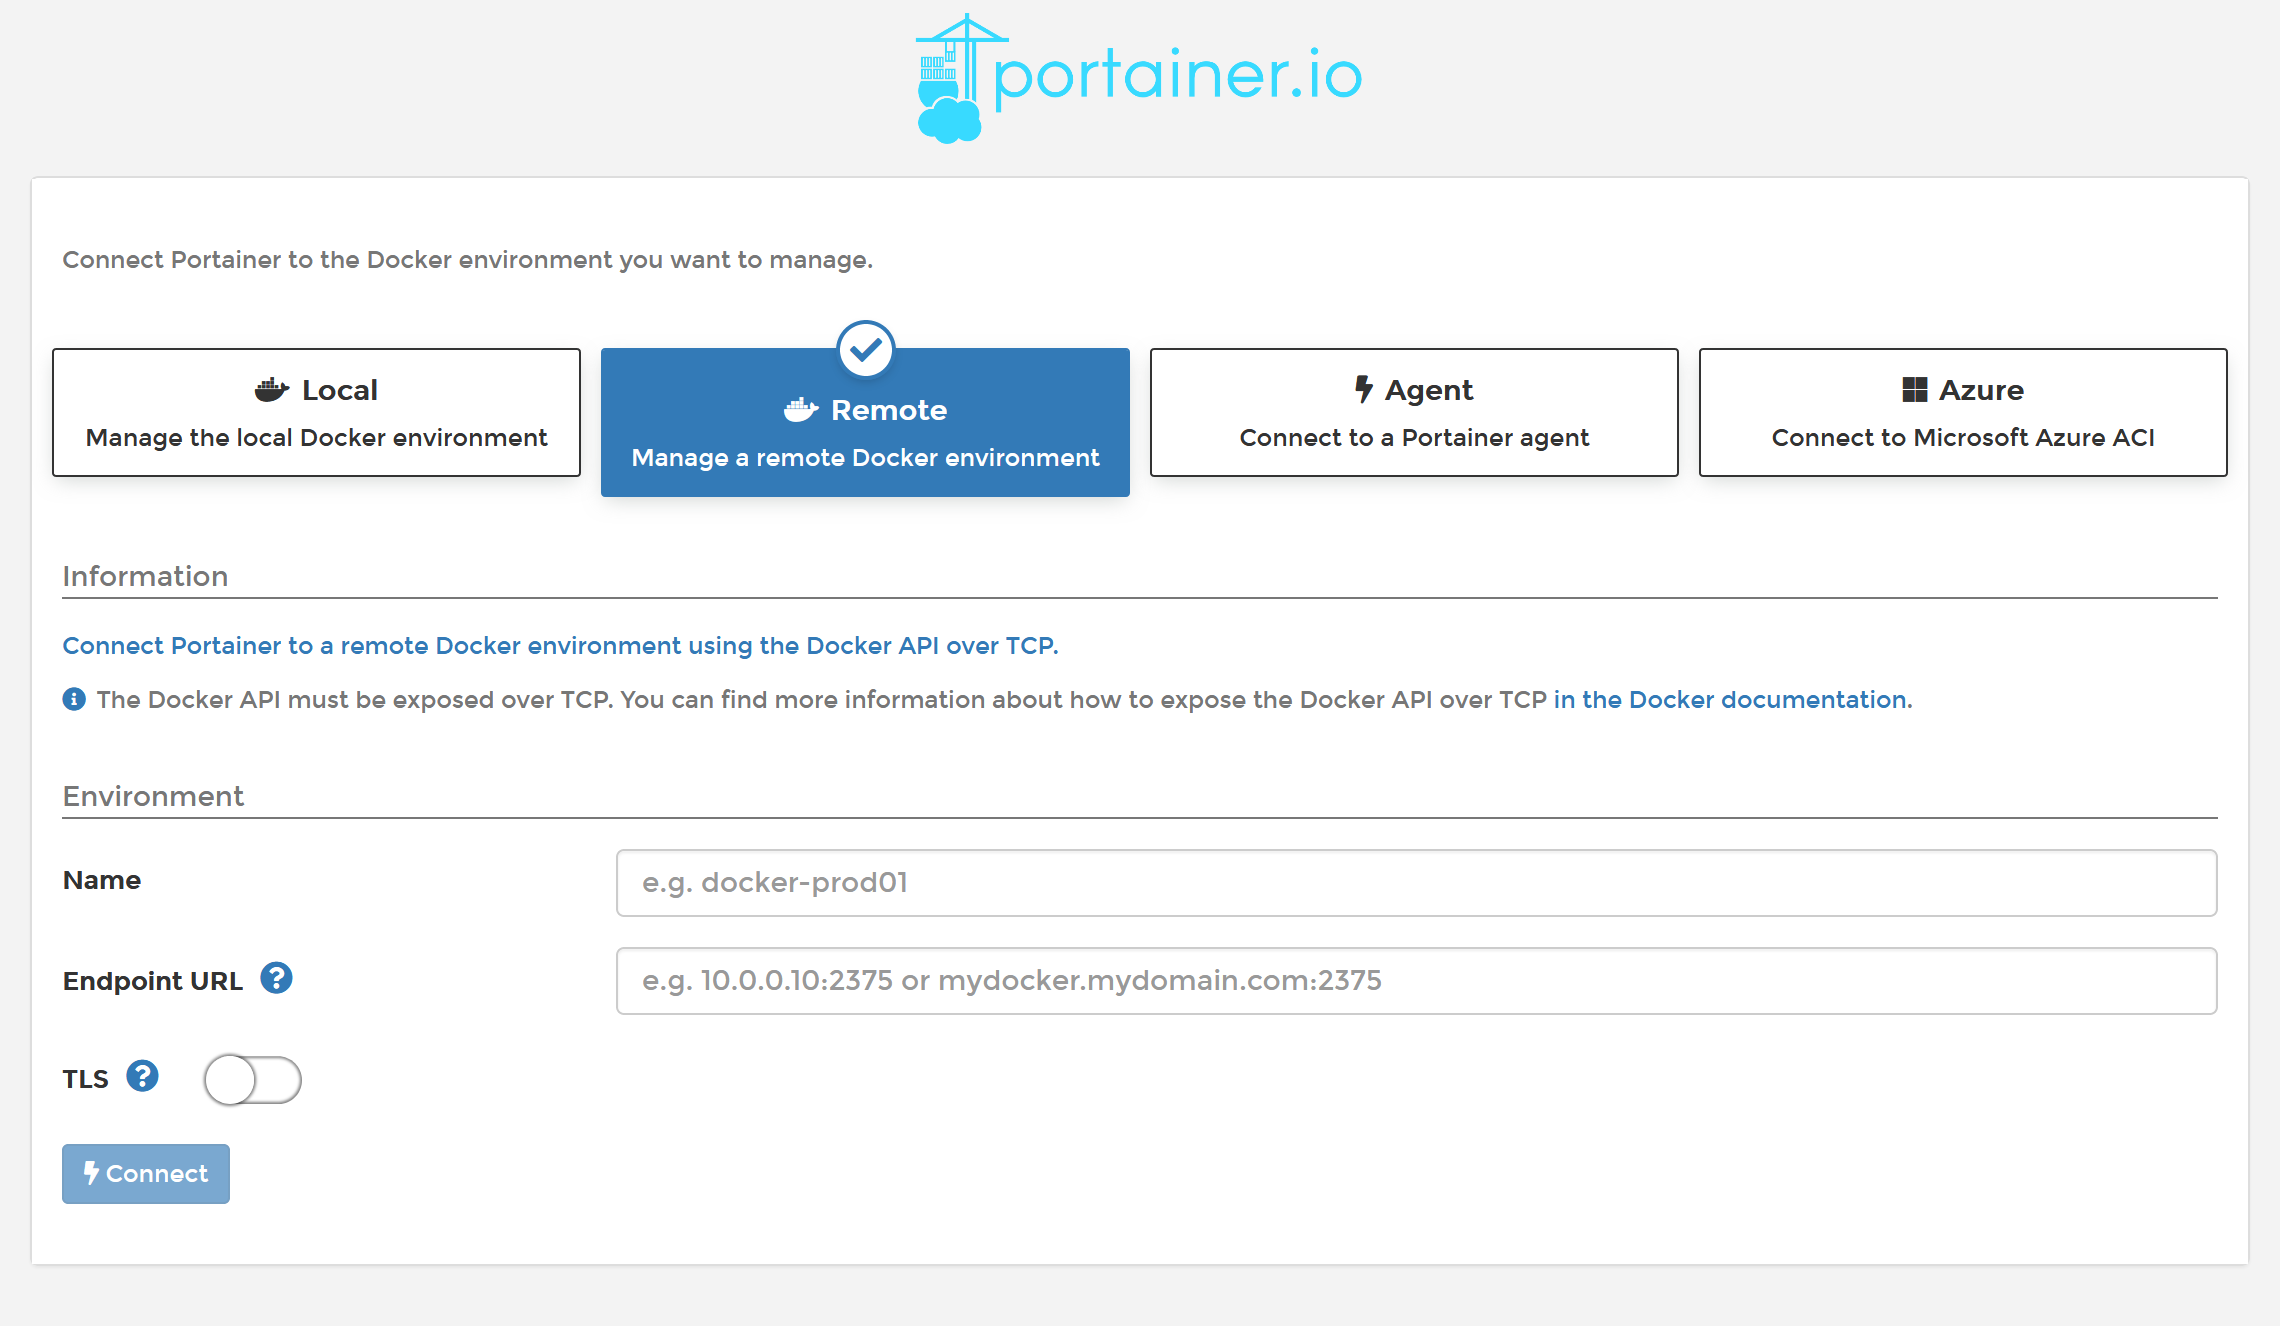 portainer.io
Connect Portainer to the Docker environment you want to manage.
Local
Manage the local Docker environment
Remote
Manage a remote Docker environment
Agent
Connect to a Portainer agent
Azure
Connect to Microsoft Azure ACI
Information
Connect Portainer to a remote Docker environment using the Docker API over TCP.
The Docker API must be exposed over TCP. You can find more information about how to expose the Docker API over TCP in the Docker documentation.
Environment
Name
e.g. docker-prod01
Endpoint URL
e.g. 10.0.0.10:2375 or mydocker.mydomain.com:2375
TLS
Connect